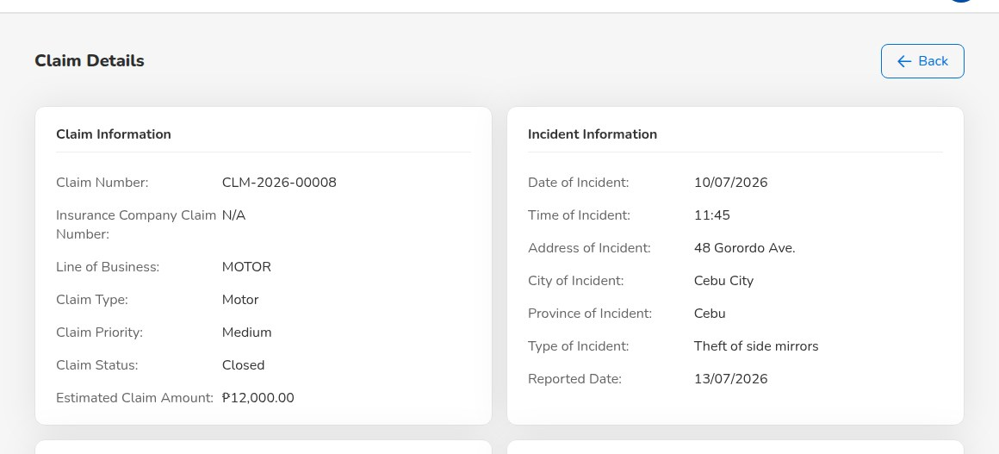 Claim Details
Back
Claim Information
Claim Number: CLM-2026-00008
Insurance Company Claim N/A
Number:
Line of Business: MOTOR
Claim Type: Motor
Claim Priority: Medium
Claim Status: Closed
Estimated Claim Amount: ₱12,000.00
Incident Information
Date of Incident: 10/07/2026
Time of Incident: 11:45
Address of Incident: 48 Gorordo Ave.
City of Incident: Cebu City
Province of Incident: Cebu
Type of Incident: Theft of side mirrors
Reported Date: 13/07/2026